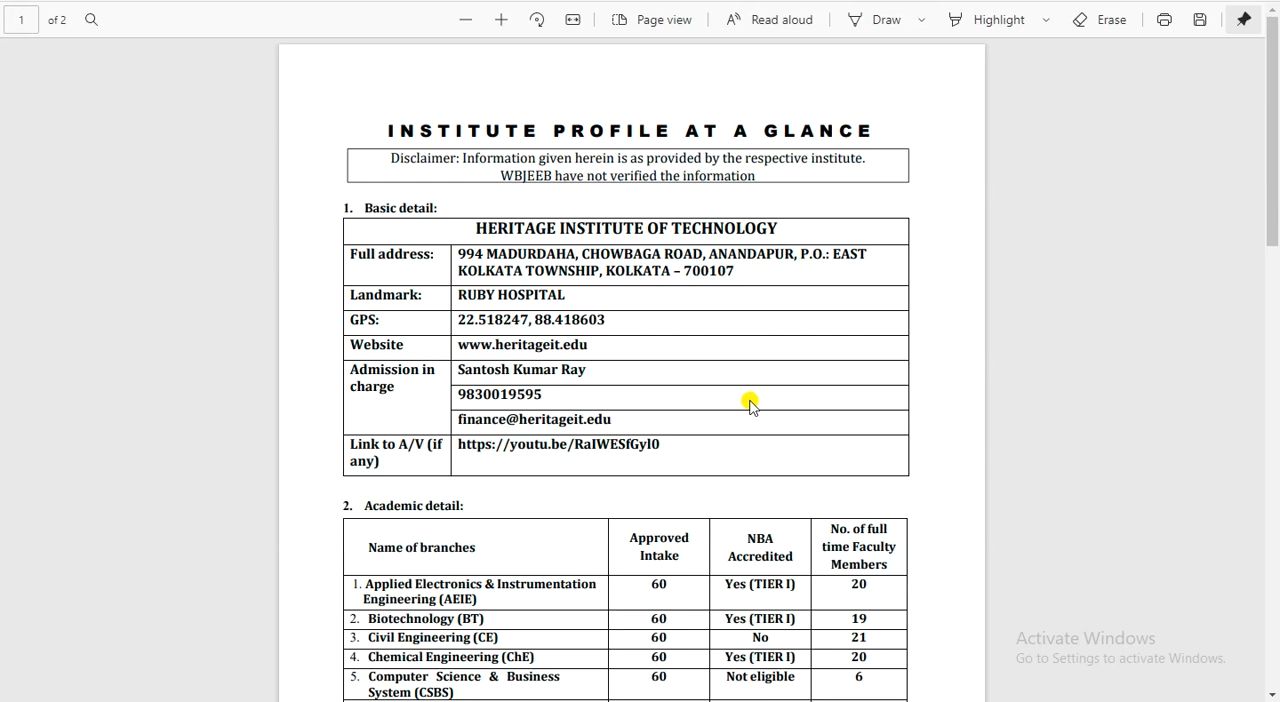 1 of 2 Page view Read aloud Draw Highlight Erase
INSTITUTE PROFILE AT A GLANCE
Disclaimer: Information given herein is as provided by the respective institute.
WBJEEB have not verified the information
1. Basic detail:
HERITAGE INSTITUTE OF TECHNOLOGY
Full address: 994 MADURDAHA, CHOWBAGA ROAD, ANANDAPUR, P.O.: EAST
KOLKATA TOWNSHIP, KOLKATA – 700107
Landmark: RUBY HOSPITAL
GPS: 22.518247, 88.418603
Website www.heritageit.edu
Admission in Santosh Kumar Ray
charge
9830019595
finance@heritageit.edu
Link to A/V (if https://youtu.be/RalWESfGyl0
any)
2. Academic detail:
Name of branches
Approved
Intake
NBA
Accredited
No. of full
time Faculty
Members
1. Applied Electronics & Instrumentation 60 Yes (TIER I) 20
Engineering (AEIE)
2. Biotechnology (BT) 60 Yes (TIER I) 19
3. Civil Engineering (CE) 60 No 21
4. Chemical Engineering (ChE) 60 Yes (TIER I) 20
5. Computer Science & Business 60 Not eligible 6
System (CSBS)
Activate Windows
Go to Settings to activate Windows.